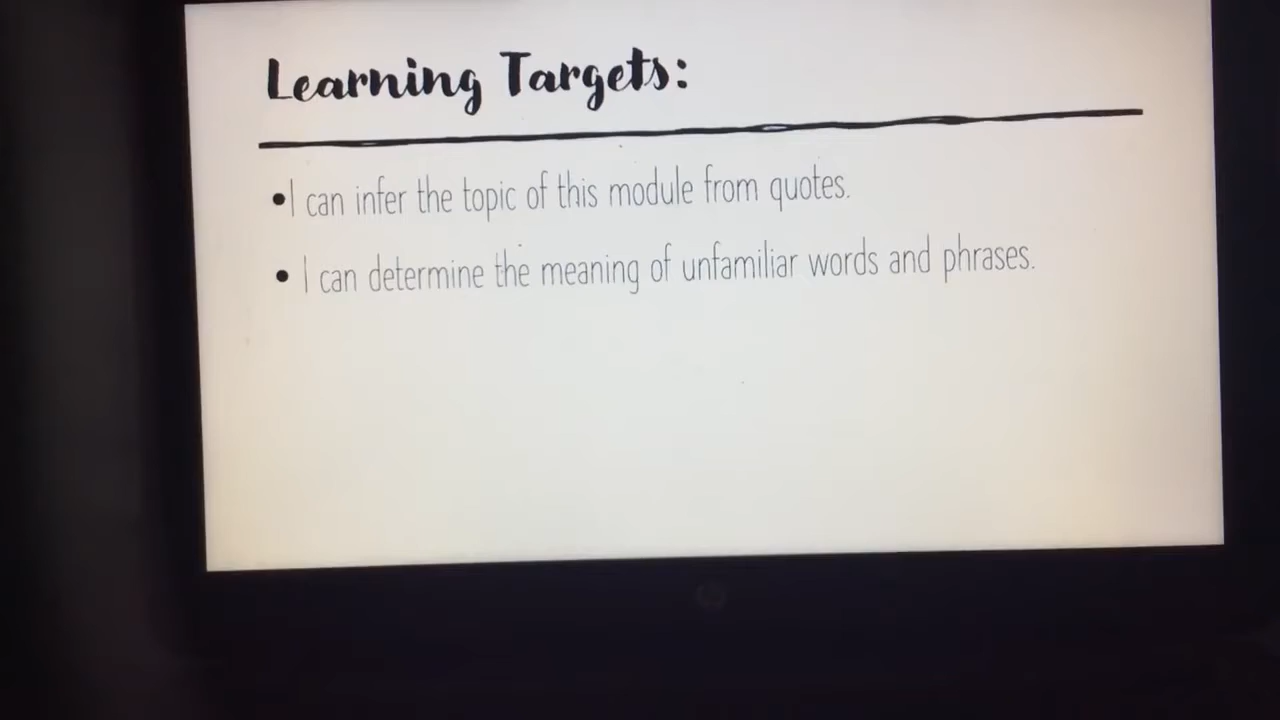 Learning Targets:
•I can infer the topic of this module from quotes.
• I can determine the meaning of unfamiliar words and phrases.